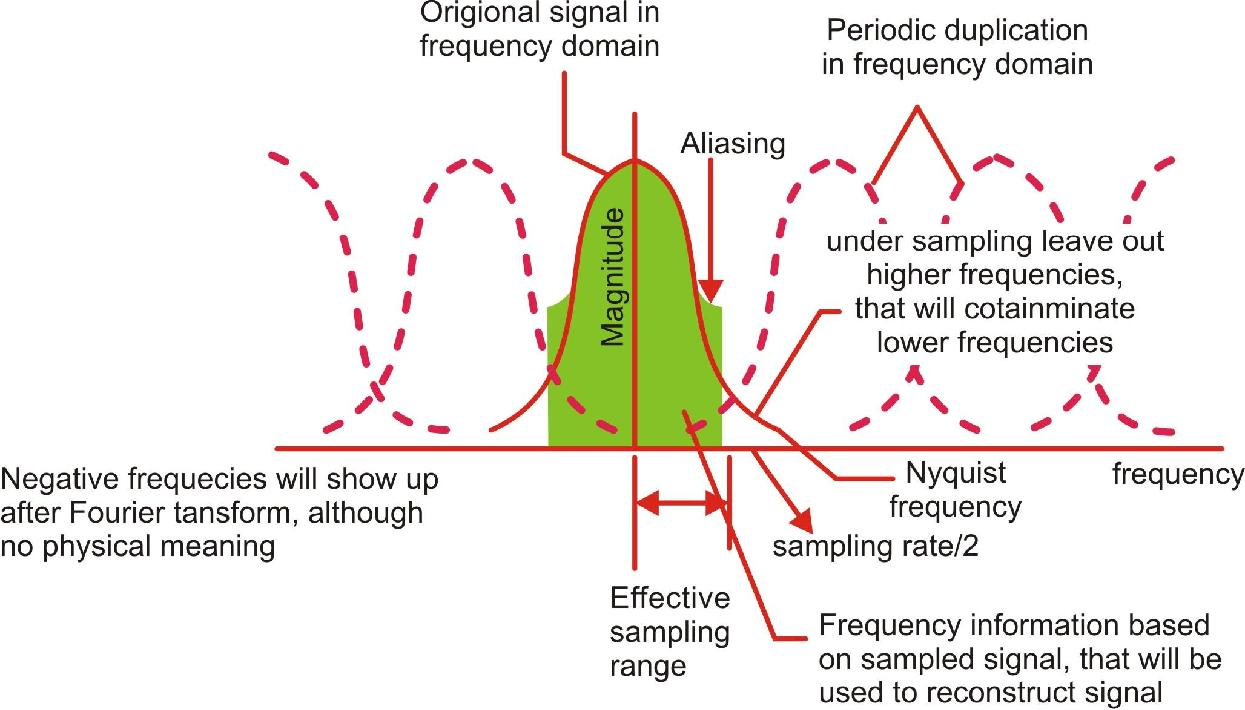 Origional signal in
frequency domain
Periodic duplication
in frequency domain
Aliasing
Magnitude
under sampling leave out
higher frequencies,
that will cotainminate
lower frequencies
Negative frequecies will show up
after Fourier tansform, although
no physical meaning
Nyquist
frequency
frequency
sampling rate/2
Effective
sampling
range
Frequency information based
on sampled signal, that will be
used to reconstruct signal